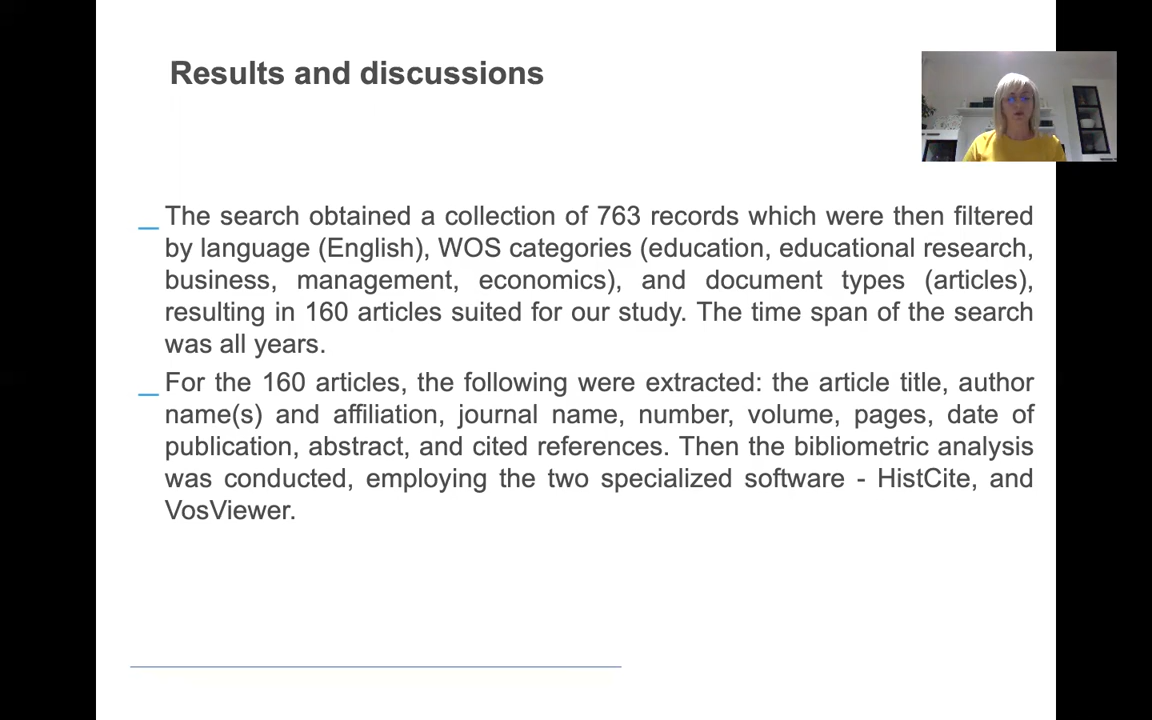 Results and discussions
The search obtained a collection of 763 records which were then filtered
by language (English), WOS categories (education, educational research,
business, management, economics), and document types (articles),
resulting in 160 articles suited for our study. The time span of the search
was all years.
For the 160 articles, the following were extracted: the article title, author
name(s) and affiliation, journal name, number, volume, pages, date of
publication, abstract, and cited references. Then the bibliometric analysis
was conducted, employing the two specialized software - HistCite, and
VosViewer.